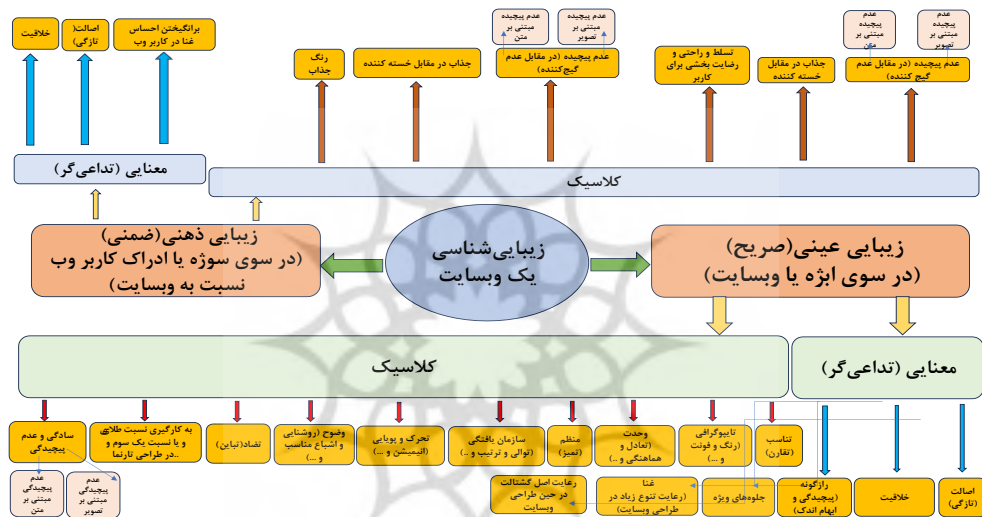 برانگیختن احساس
غنا در کاربر وب
اصالت(
تازگی)
خلاقیت
عدم
پیچیده
مبتنی بر
تصویر
عدم
پیچیده
مبتنی بر
متن
عدم پیچیده
مبتنی بر
تصویر
عدم پیچیده
مبتنی بر
متن
عدم پیچیده (در مقابل عدم
گیج کننده)
جذاب در مقابل
خسته کننده
تسلط و راحتی و
رضایت بخشی برای
کاربر
عدم پیچیده (در مقابل عدم
گیج‌کننده)
جذاب در مقابل خسته کننده
رنگ
جذاب
معنایی (تداعی‌گر)
کلاسیک
زیبایی عینی(صریح)
(در سوی ابژه یا وبسایت)
زیبایی‌شناسی
یک وبسایت
زیبایی ذهنی(ضمنی)
(در سوی سوژه یا ادراک کاربر وب
نسبت به وبسایت)
معنایی (تداعی‌گر)
کلاسیک
تناسب
(تقارن)
تایپوگرافی
(رنگ و فونت
و ...)
وحدت
(تعادل و
هماهنگی و ..)
منظم
(تمیز)
سازمان یافتگی
(توالی و ترتیب و ..)
تحرک و پویایی
(انیمیشن و ...)
وضوح (روشنایی
و اشباع مناسب
و ...)
تضاد(تباین)
به کارگیری نسبت طلایی
و یا نسبت یک سوم و
..در طراحی تارنما
سادگی و عدم
پیچیدگی
اصالت
(تازگی)
خلاقیت
رازگونه
(پیچیدگی و
ابهام اندک)
جلوه‌های ویژه
غنا
(رعایت تنوع زیاد در
طراحی وبسایت)
رعایت اصل گشتالت
در حین طراحی
وبسایت
عدم
پیچیدگی
مبتنی بر
تصویر
عدم
پیچیدگی
مبتنی بر
متن